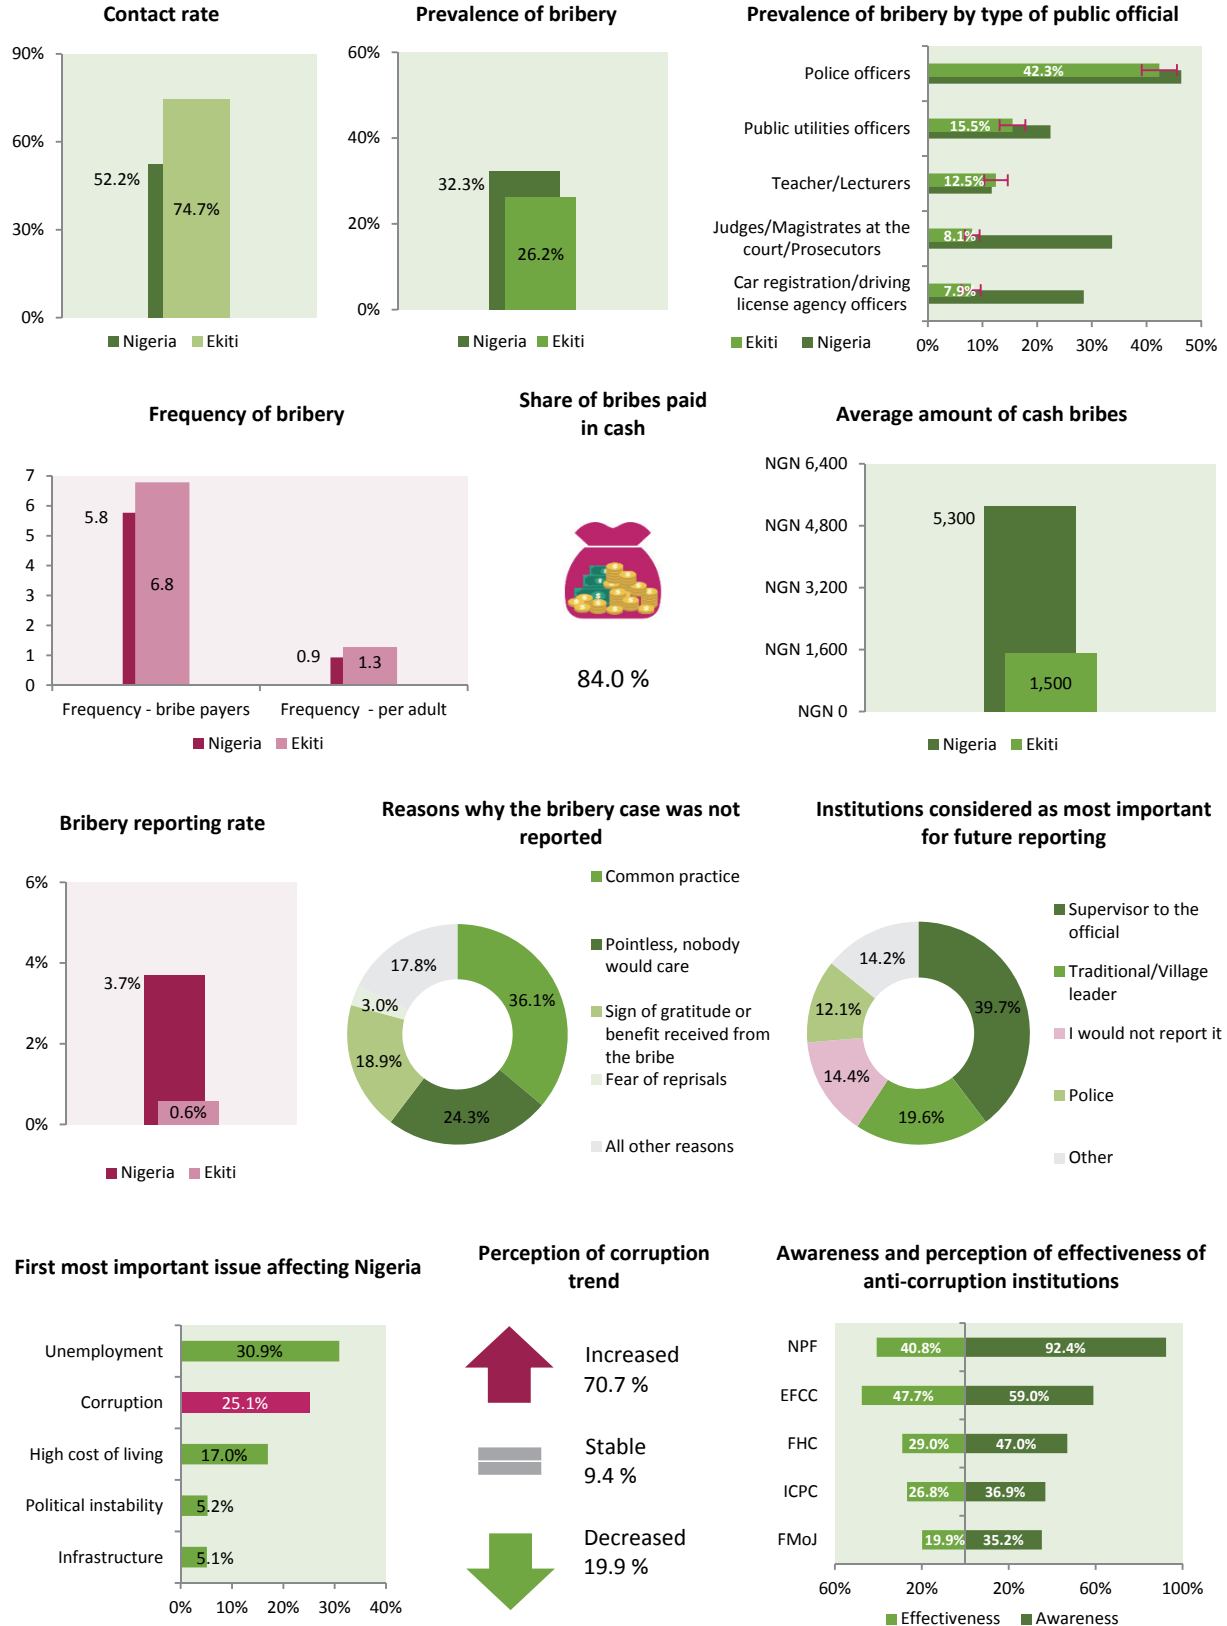 Contact rate
90%
60%
30%
0%
52.2%
74.7%
Nigeria Ekiti
Prevalence of bribery
60%
40%
20%
0%
32.3%
26.2%
Nigeria Ekiti
Prevalence of bribery by type of public official
Police officers
42.3%
Public utilities officers
15.5%
Teacher/Lecturers
12.5%
Judges/Magistrates at the
court/Prosecutors
8.1%
Car registration/driving
license agency officers
7.9%
0% 10% 20% 30% 40% 50%
Ekiti Nigeria
Frequency of bribery
7
6
5
4
3
2
1
0
5.8
6.8
0.9
1.3
Frequency - bribe payers
Frequency - per adult
Nigeria Ekiti
Share of bribes paid
in cash
84.0 %
Average amount of cash bribes
NGN 6,400
NGN 4,800
NGN 3,200
NGN 1,600
NGN 0
5,300
1,500
Nigeria Ekiti
Bribery reporting rate
6%
4%
2%
0%
3.7%
0.6%
Nigeria Ekiti
Reasons why the bribery case was not
reported
36.1%
24.3%
18.9%
3.0%
17.8%
Common practice
Pointless, nobody
would care
Sign of gratitude or
benefit received from
the bribe
Fear of reprisals
All other reasons
Institutions considered as most important
for future reporting
39.7%
19.6%
14.4%
12.1%
14.2%
Supervisor to the
official
Traditional/Village
leader
I would not report it
Police
Other
First most important issue affecting Nigeria
Unemployment
30.9%
Corruption
25.1%
High cost of living
17.0%
Political instability
5.2%
Infrastructure
5.1%
0% 10% 20% 30% 40%
Perception of corruption
trend
Increased
70.7 %
Stable
9.4 %
Decreased
19.9 %
Awareness and perception of effectiveness of
anti-corruption institutions
NPF
40.8% 92.4%
EFCC
47.7% 59.0%
FHC
29.0% 47.0%
ICPC
26.8% 36.9%
FMoJ
19.9% 35.2%
60% 20% 20% 60% 100%
Effectiveness Awareness